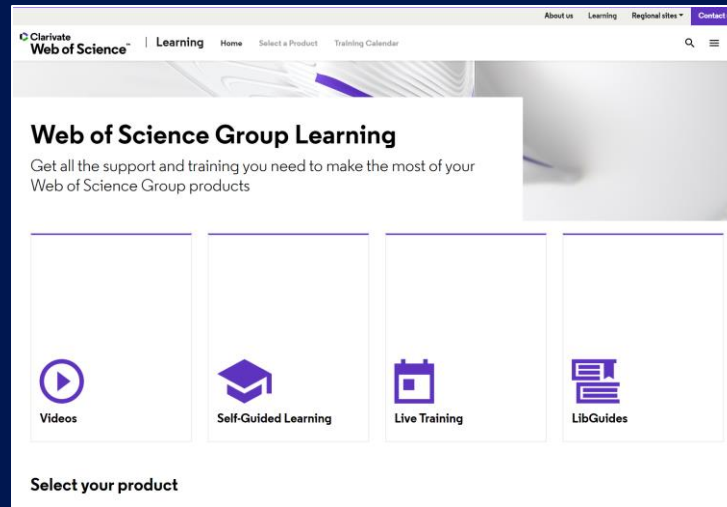 About us Learning Regional sites Contact
Clarivate
Web of Science™ | Learning Home Select a Product Training Calendar
Web of Science Group Learning
Get all the support and training you need to make the most of your
Web of Science Group products
Videos
Self-Guided Learning
Live Training
LibGuides
Select your product